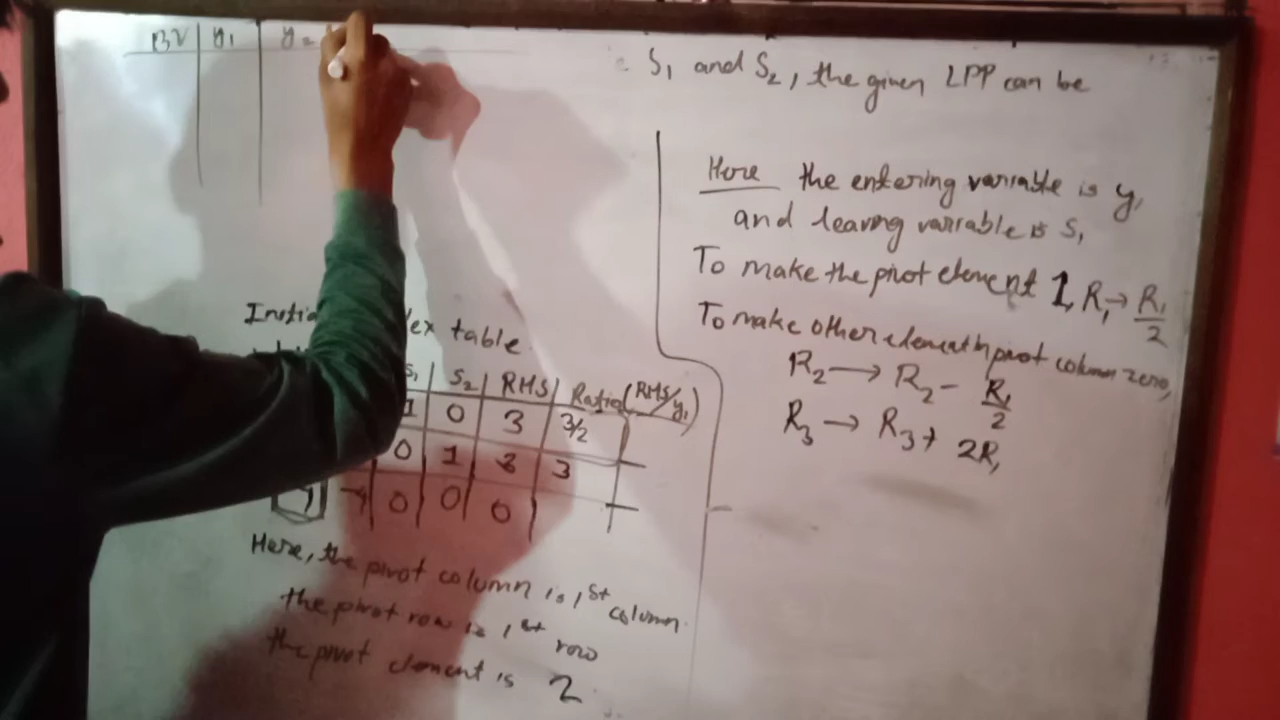 BV y₁ y₂
S₁ and S₂, the given LPP can be
table.
S₁ S₂ RHS Ratio(RHS/y₁)
1 0 3 3/2
0 1 3 3
0 0 0
Here, the pivot column is 1st column.
the pivot row is 1st row
the pivot element is 2.
Here the entering variable is y₁
and leaving variable is S₁
To make the pivot element 1, R₁→ R₁/2
To make other element in pivot column zero,
R₂ → R₂ - R₁/2
R₃ → R₃ + 2R₁